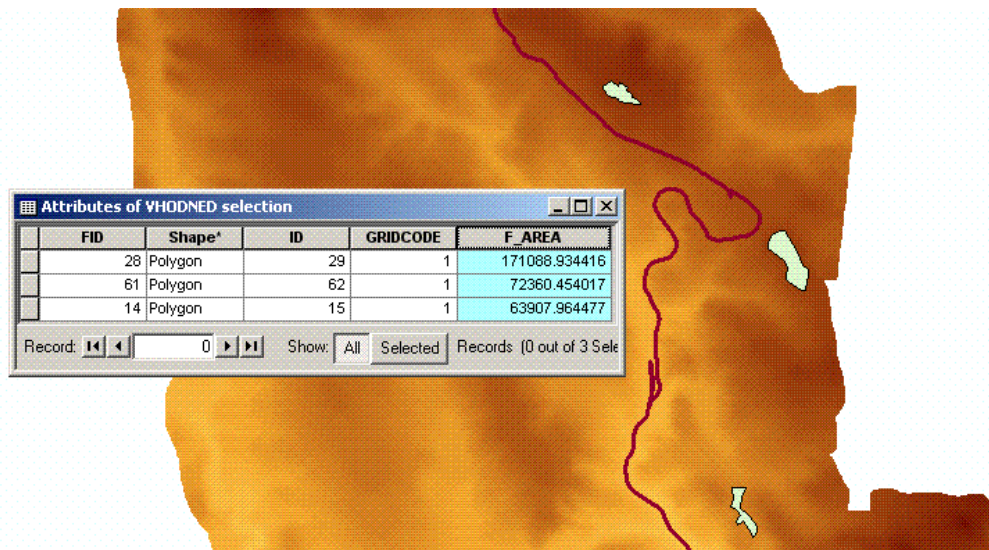 Attributes of VHODNED selection
FID Shape* ID GRIDCODE F_AREA
28 Polygon 29 1 171088.934416
61 Polygon 62 1 72360.454017
14 Polygon 15 1 63907.964477
Record: 0 Show: All Selected Records (0 out of 3 Sele